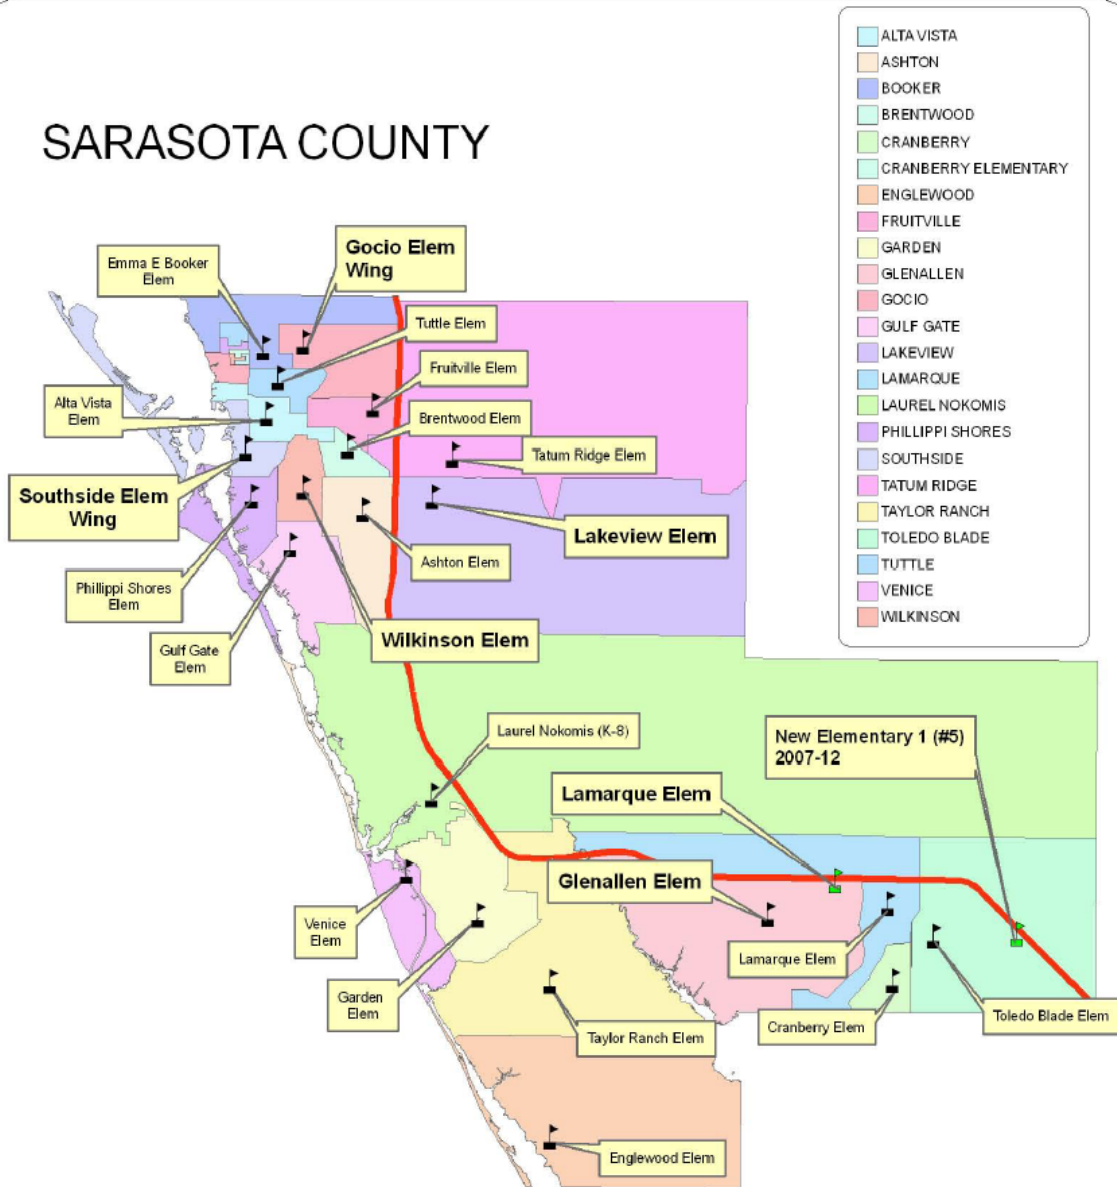 SARASOTA COUNTY
ALTA VISTA
ASHTON
BOOKER
BRENTWOOD
CRANBERRY
CRANBERRY ELEMENTARY
ENGLEWOOD
FRUITVILLE
GARDEN
GLENALLEN
GOCIO
GULF GATE
LAKEVIEW
LAMARQUE
LAUREL NOKOMIS
PHILLIPPI SHORES
SOUTHSIDE
TATUM RIDGE
TAYLOR RANCH
TOLEDO BLADE
TUTTLE
VENICE
WILKINSON
Gocio Elem
Wing
Emma E Booker
Elem
Tuttle Elem
Fruitville Elem
Alta Vista
Elem
Brentwood Elem
Tatum Ridge Elem
Southside Elem
Wing
Lakeview Elem
Ashton Elem
Phillippi Shores
Elem
Wilkinson Elem
Gulf Gate
Elem
Laurel Nokomis (K-8)
New Elementary 1 (#5)
2007-12
Lamarque Elem
Glenallen Elem
Venice
Elem
Lamarque Elem
Garden
Elem
Taylor Ranch Elem
Cranberry Elem
Toledo Blade Elem
Englewood Elem